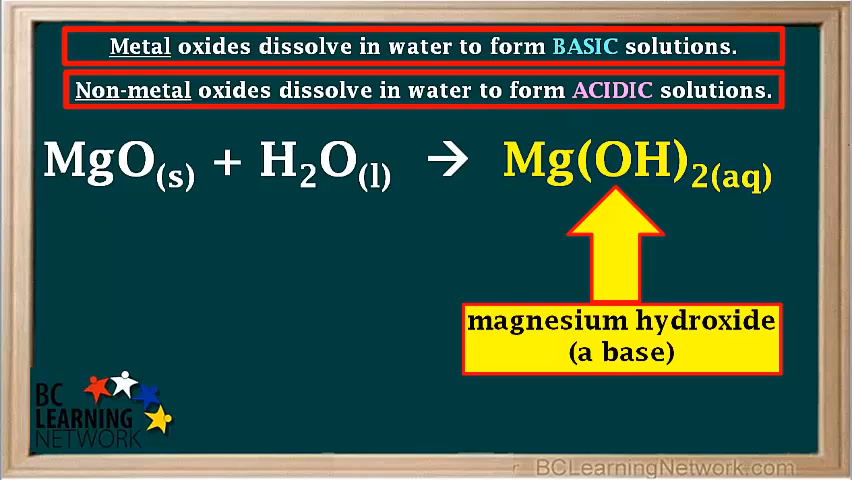 Metal oxides dissolve in water to form BASIC solutions.
Non-metal oxides dissolve in water to form ACIDIC solutions.
MgO(s) + H₂O(l) → Mg(OH)₂(aq)
magnesium hydroxide
(a base)
BC
LEARNING
NETWORK
BCLearningNetwork.com